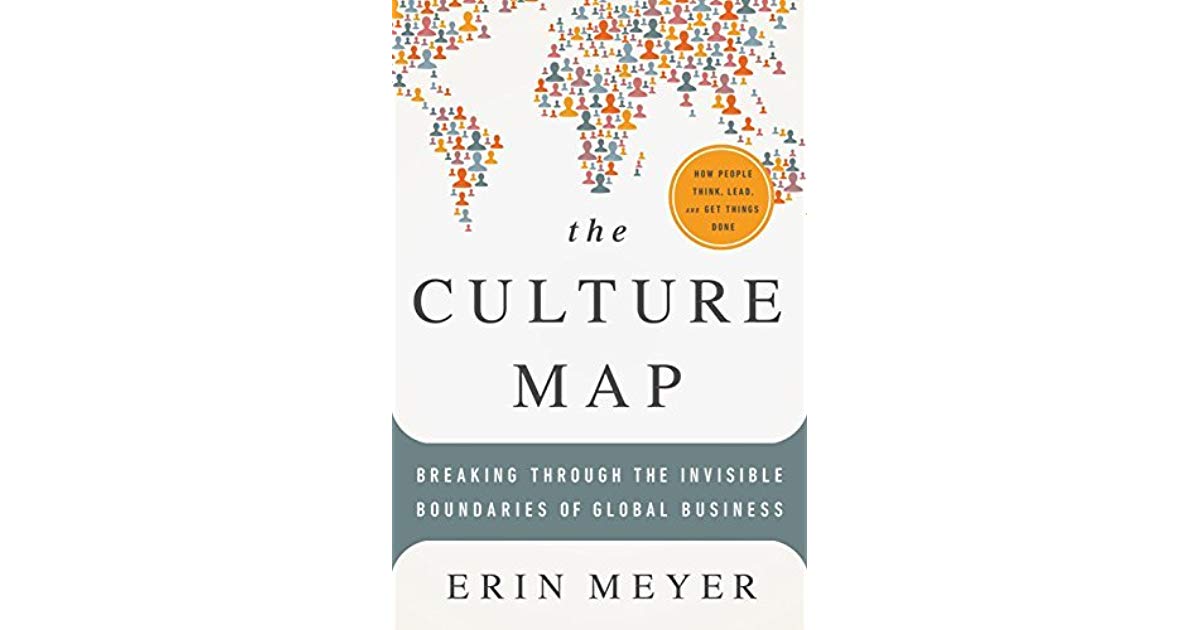 HOW PEOPLE
THINK, LEAD,
AND GET THINGS
DONE
the
CULTURE
MAP
BREAKING THROUGH THE INVISIBLE
BOUNDARIES OF GLOBAL BUSINESS
ERIN MEYER